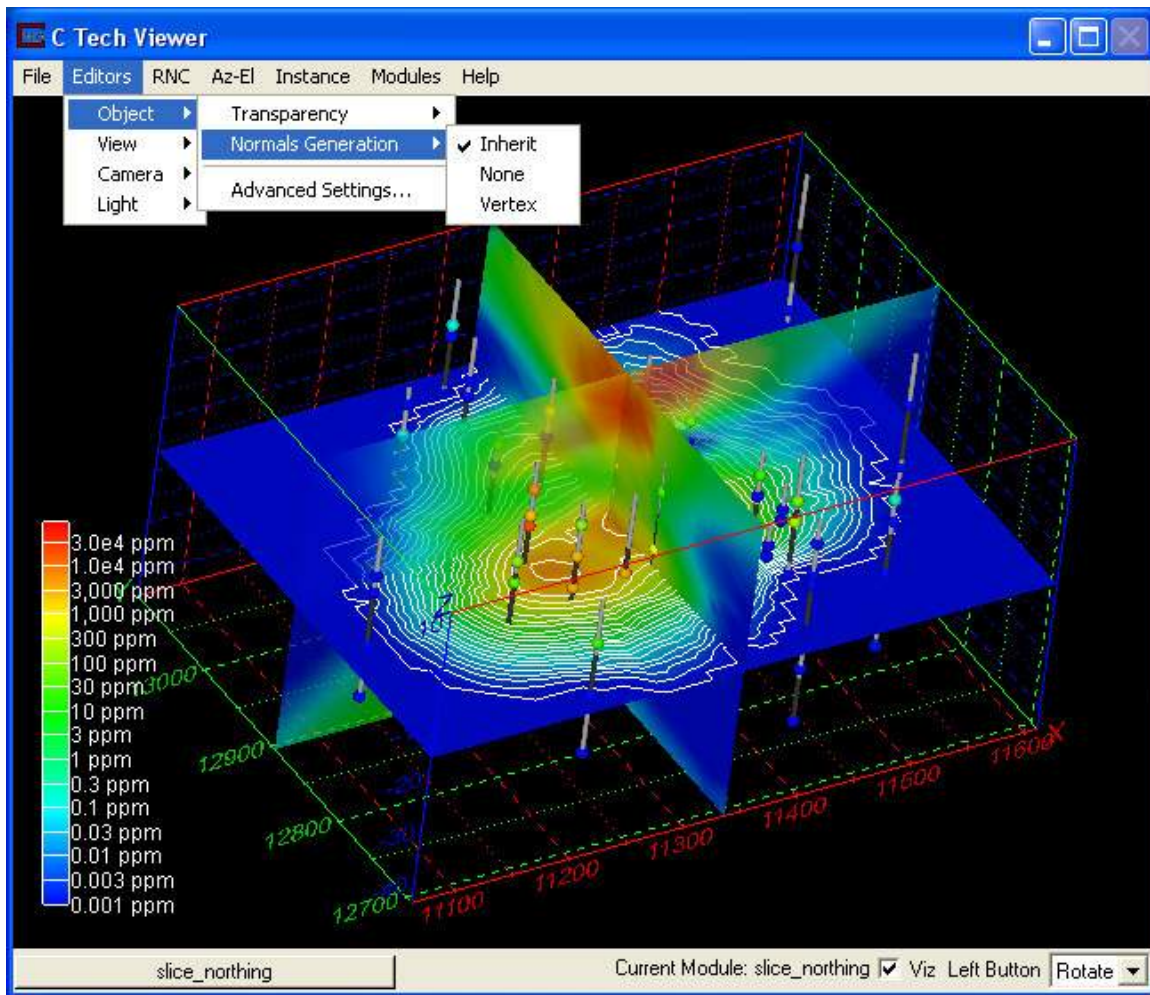 C Tech Viewer
File Editors RNC Az-El Instance Modules Help
Object Transparency
View Normals Generation Inherit
Camera None
Light Advanced Settings... Vertex
3.0e4 ppm
1.0e4 ppm
3,000 ppm
1,000 ppm
300 ppm
100 ppm
30 ppm
10 ppm
3 ppm
1 ppm
0.3 ppm
0.1 ppm
0.03 ppm
0.01 ppm
0.003 ppm
0.001 ppm
13000
12900
12800
12700
11100
11200
11300
11400
11500
11600
X
slice_northing Current Module: slice_northing Viz Left Button Rotate